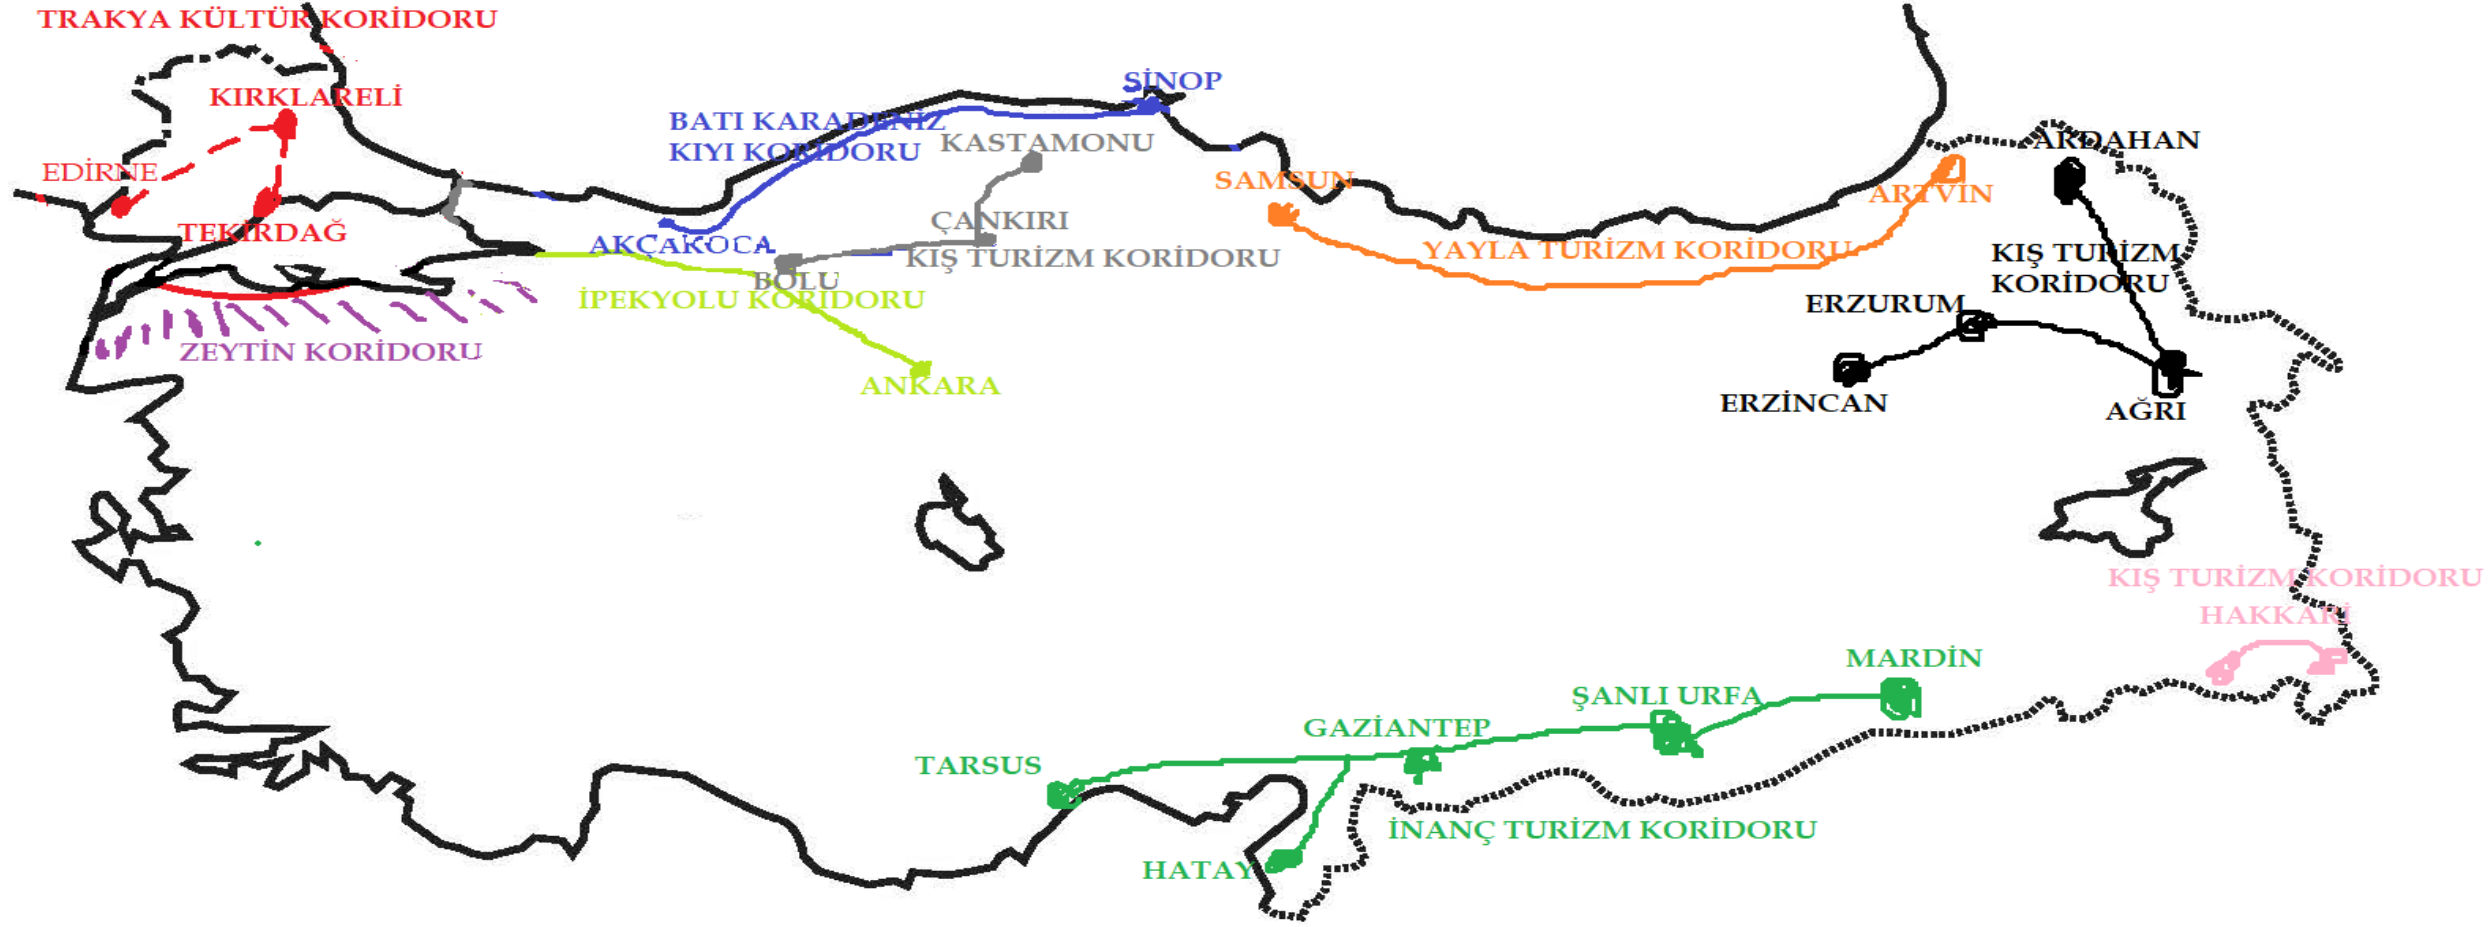 TRAKYA KÜLTÜR KORİDORU
KIRKLARELİ
EDİRNE
TEKİRDAĞ
ZEYTİN KORİDORU
BATI KARADENİZ
KIYI KORİDORU
SİNOP
AKÇAKOCA
KASTAMONU
ÇANKIRI
KIŞ TURİZM KORİDORU
BOLU
İPEKYOLU KORİDORU
ANKARA
SAMSUN
ARTVİN
YAYLA TURİZM KORİDORU
ARDAHAN
KIŞ TURİZM
KORİDORU
ERZURUM
ERZİNCAN
AĞRI
KIŞ TURİZM KORİDORU
HAKKARİ
MARDİN
ŞANLI URFA
GAZİANTEP
TARSUS
İNANÇ TURİZM KORİDORU
HATAY